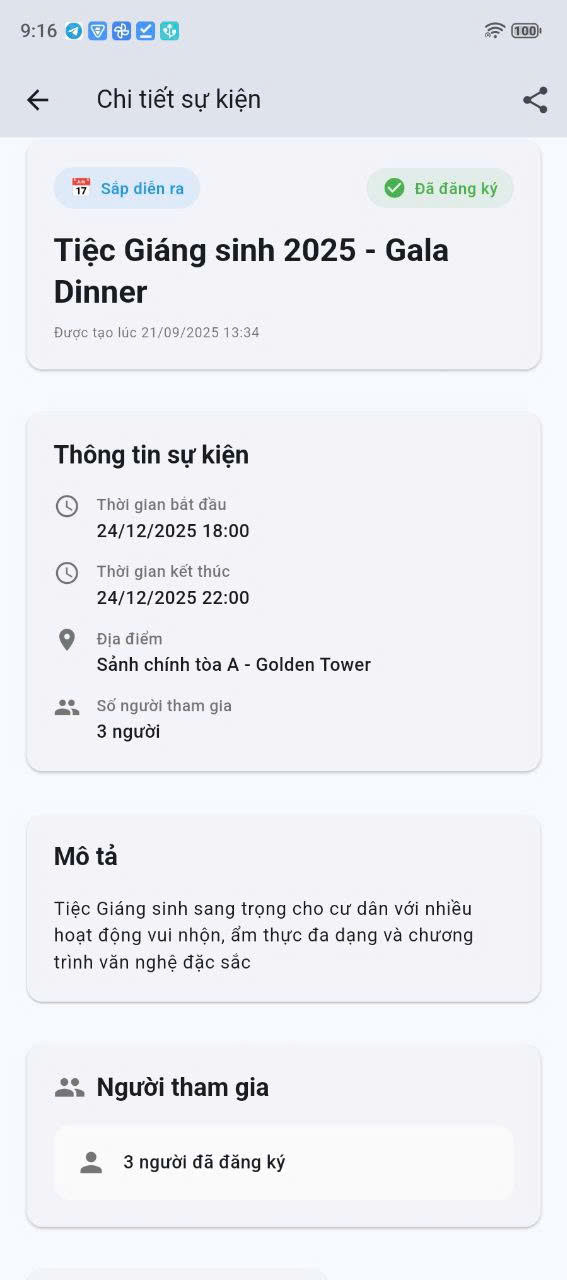 9:16
100
Chi tiết sự kiện
17 Sắp diễn ra
Đã đăng ký
Tiệc Giáng sinh 2025 - Gala
Dinner
Được tạo lúc 21/09/2025 13:34
Thông tin sự kiện
Thời gian bắt đầu
24/12/2025 18:00
Thời gian kết thúc
24/12/2025 22:00
Địa điểm
Sảnh chính tòa A - Golden Tower
Số người tham gia
3 người
Mô tả
Tiệc Giáng sinh sang trọng cho cư dân với nhiều
hoạt động vui nhộn, ẩm thực đa dạng và chương
trình văn nghệ đặc sắc
Người tham gia
3 người đã đăng ký